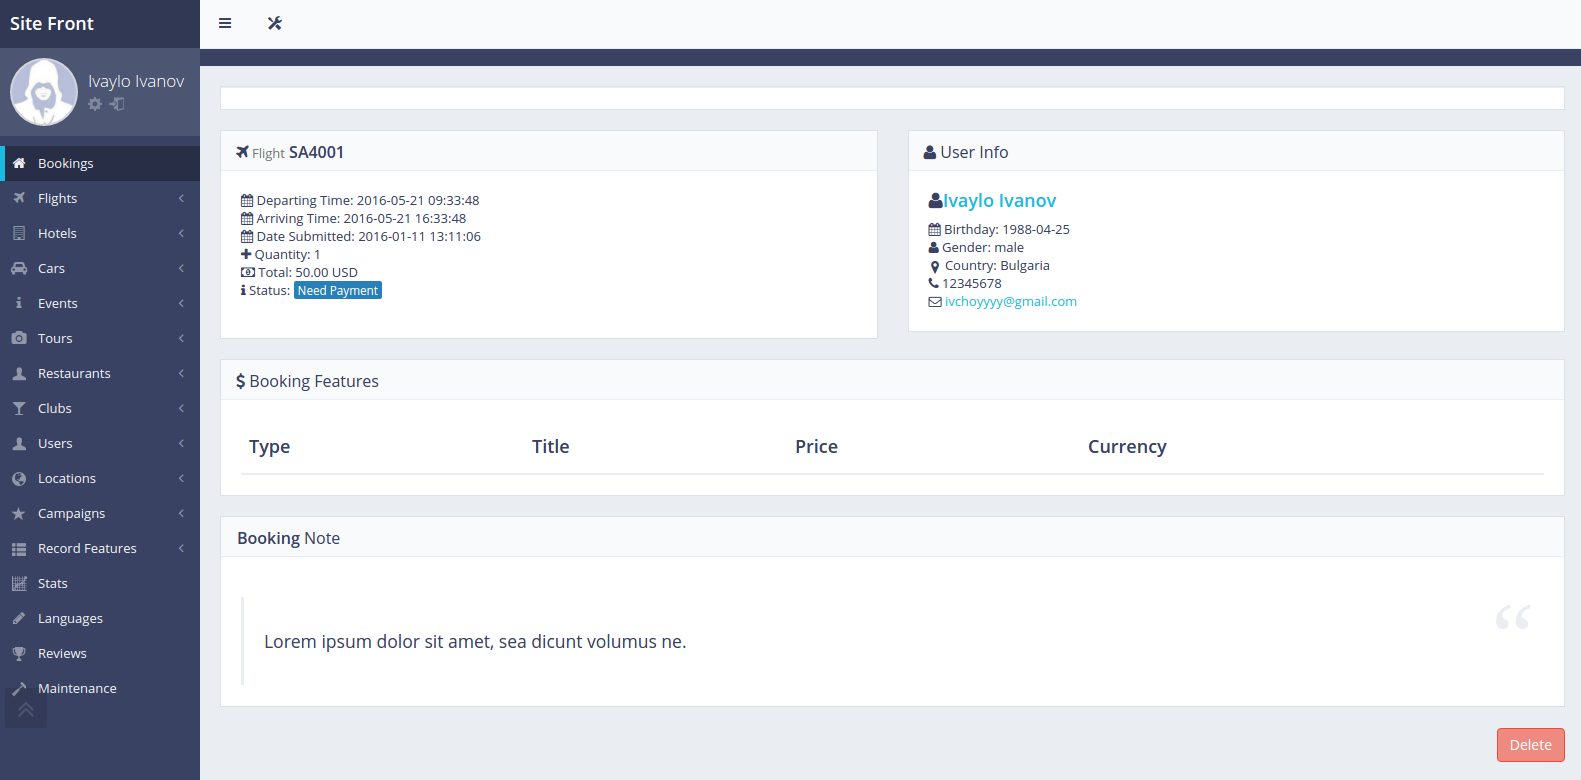 Site Front
Ivaylo Ivanov
Bookings
Flights
Hotels
Cars
Events
Tours
Restaurants
Clubs
Users
Locations
Campaigns
Record Features
Stats
Languages
Reviews
Maintenance
Flight SA4001
Departing Time: 2016-05-21 09:33:48
Arriving Time: 2016-05-21 16:33:48
Date Submitted: 2016-01-11 13:11:06
Quantity: 1
Total: 50.00 USD
Status: Need Payment
User Info
Ivaylo Ivanov
Birthday: 1988-04-25
Gender: male
Country: Bulgaria
12345678
ivchoyyyy@gmail.com
$ Booking Features
Type Title Price Currency
Booking Note
Lorem ipsum dolor sit amet, sea dicunt volumus ne.
“
Delete